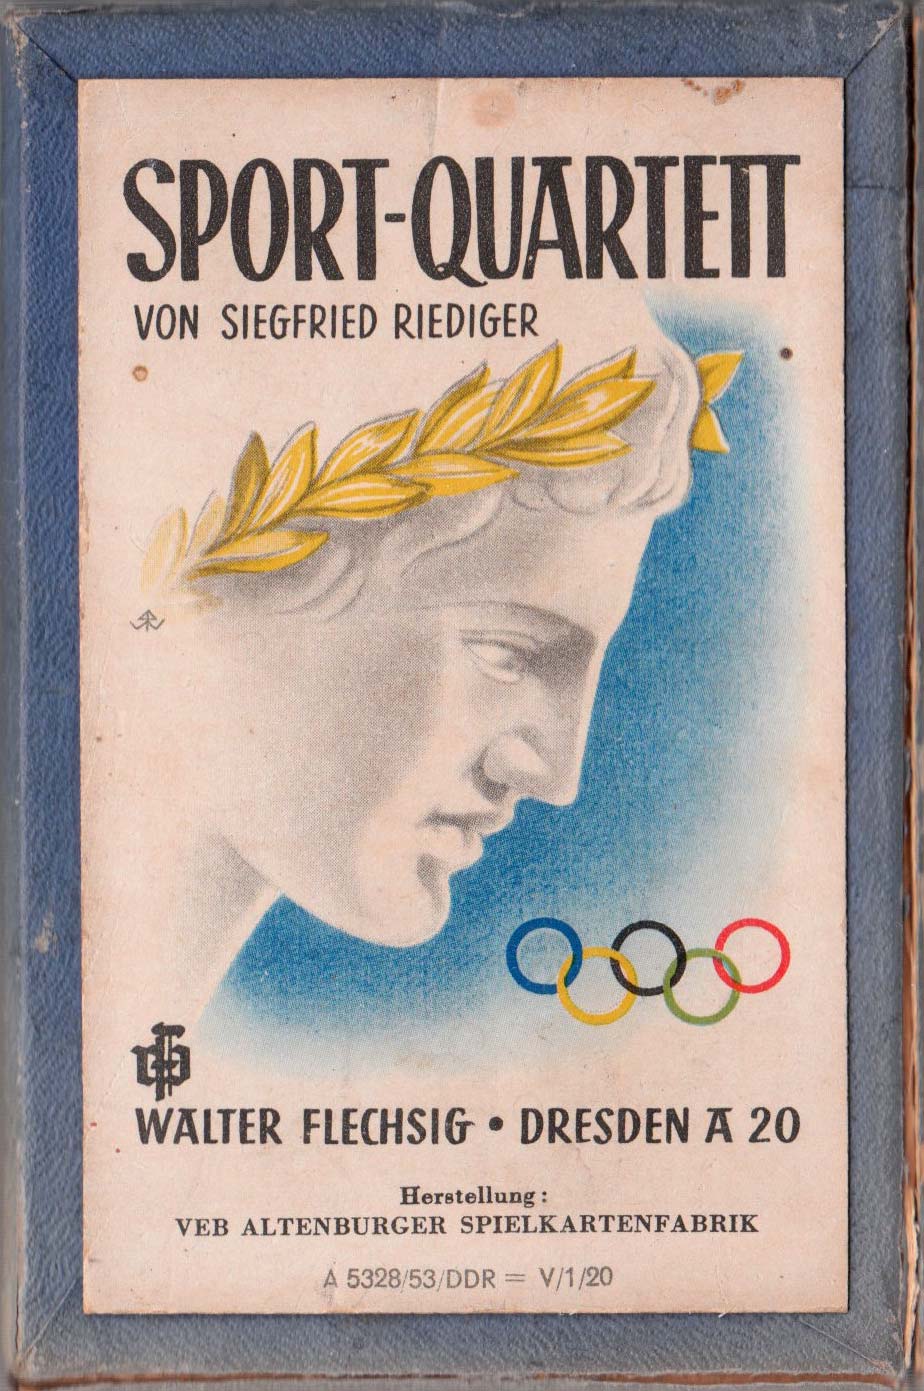 SPORT-QUARTETT
VON SIEGFRIED RIEDIGER
WALTER FLECHSIG • DRESDEN A 20
Herstellung:
VEB ALTENBURGER SPIELKARTENFABRIK
A 5328/53/DDR = V/1/20